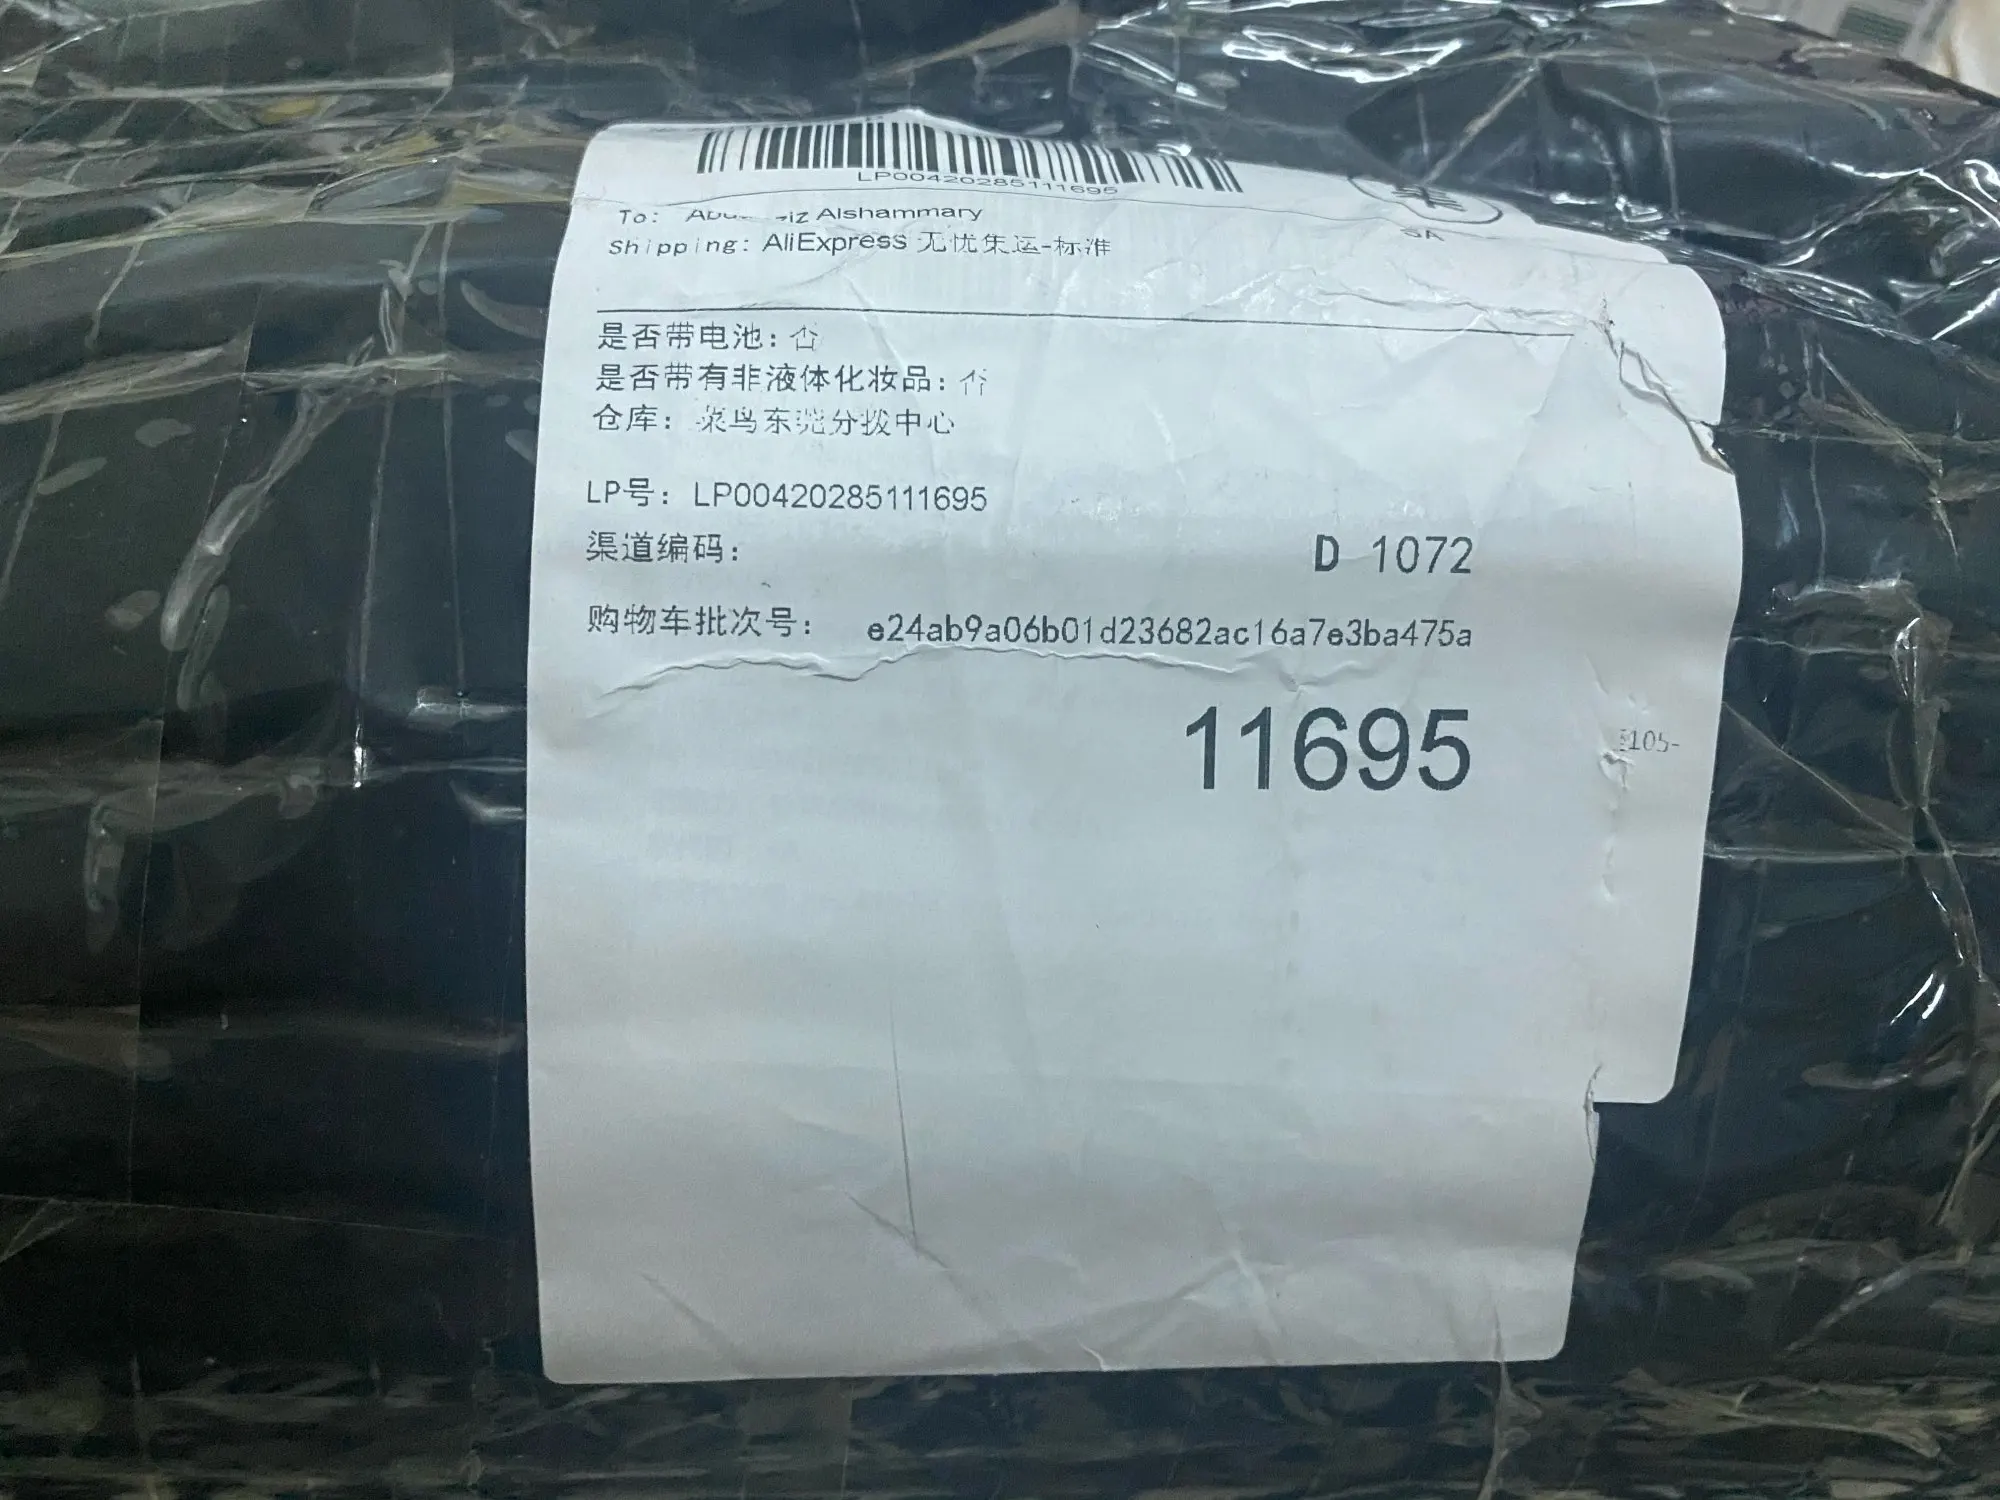 LP00420285111695
To: Alshammary
Shipping: AliExpress 无忧集运-标准
SA
是否带电池: 否
是否带有非液体化妆品: 否
仓库: 菜鸟东莞分拨中心
LP号: LP00420285111695
渠道编码:
D 1072
购物车批次号: e24ab9a06b01d23682ac16a7e3ba475a
11695